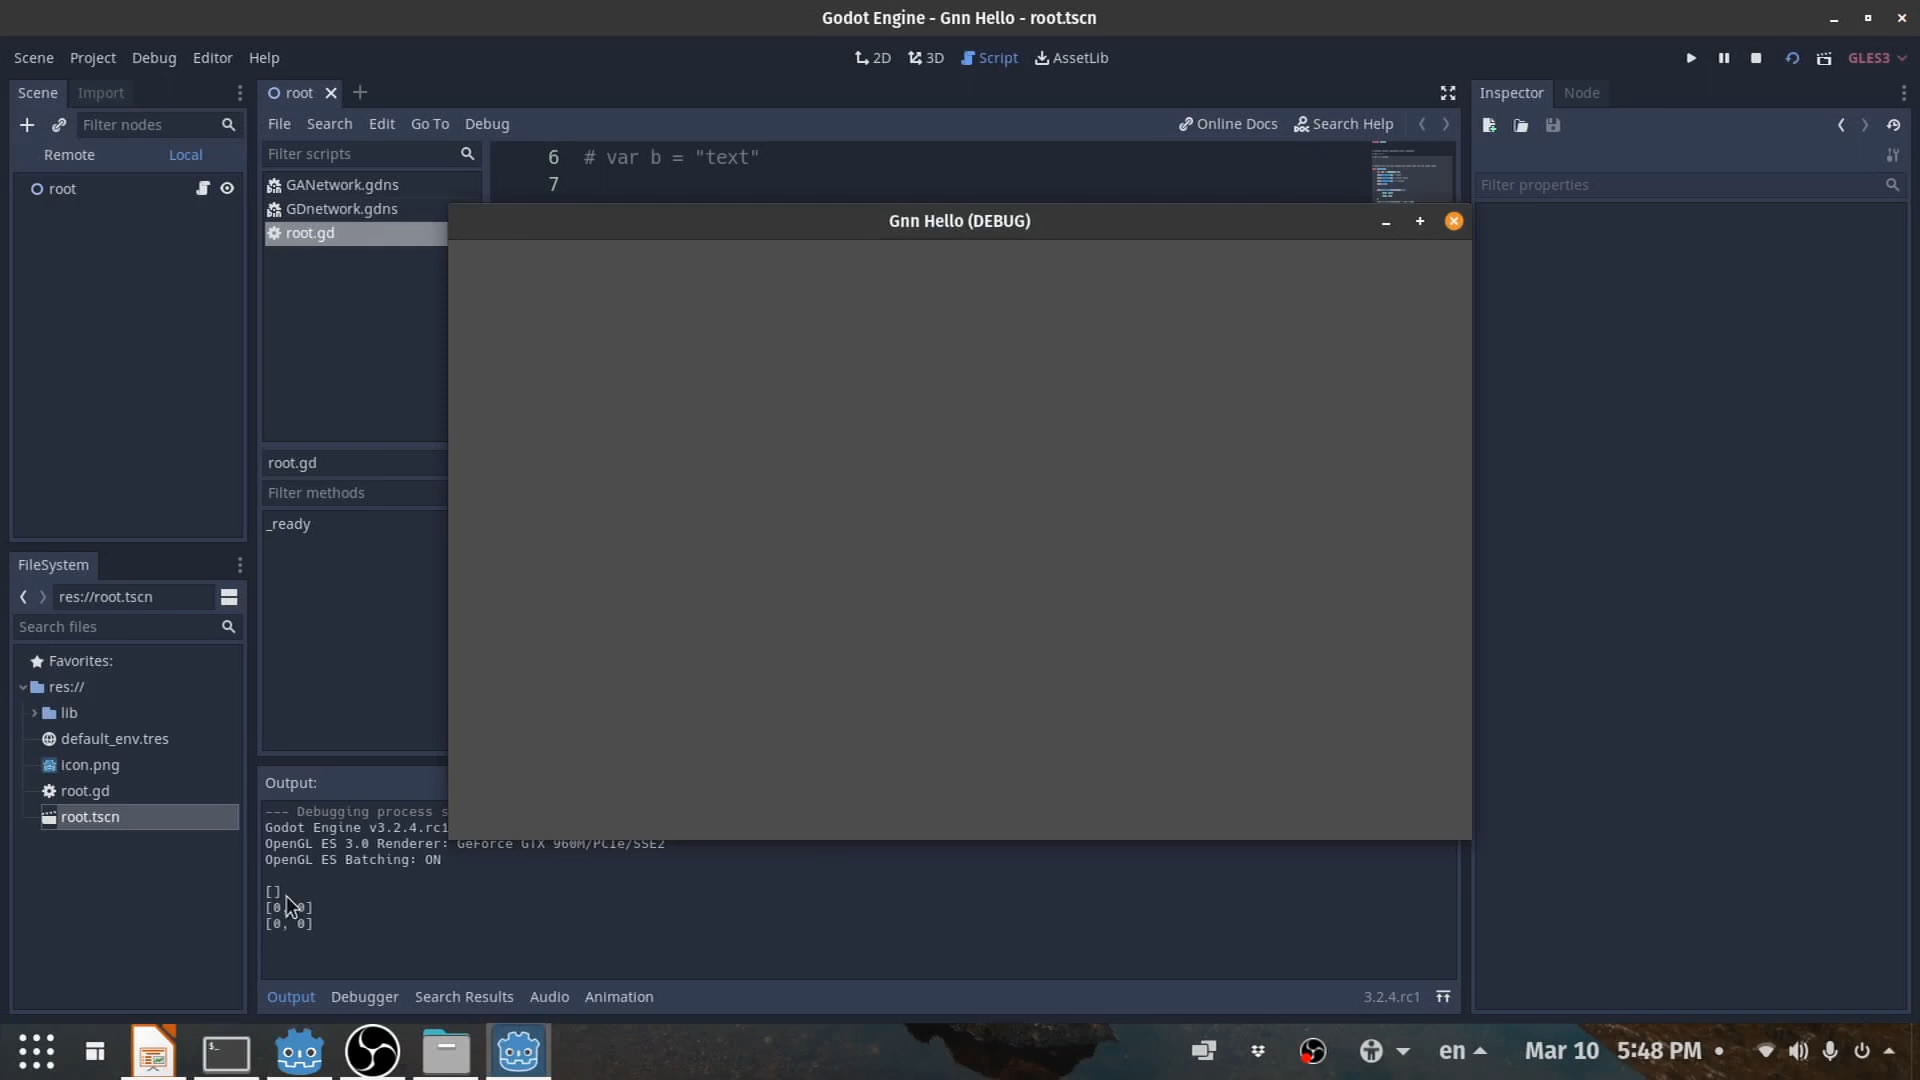 Godot Engine - Gnn Hello - root.tscn
Scene Project Debug Editor Help
2D 3D Script AssetLib
GLES3
Scene Import
Filter nodes
Remote Local
root
root
File Search Edit Go To Debug
Online Docs Search Help
Filter scripts
GANetwork.gdns
GDnetwork.gdns
root.gd
6 # var b = "text"
7
Gnn Hello (DEBUG)
root.gd
Filter methods
_ready
Inspector Node
Filter properties
FileSystem
res://root.tscn
Search files
Favorites:
res://
lib
default_env.tres
icon.png
root.gd
root.tscn
Output:
--- Debugging process s
Godot Engine v3.2.4.rc1
OpenGL ES 3.0 Renderer: GeForce GTX 960M/PCIe/SSE2
OpenGL ES Batching: ON
[]
[0, 0]
[0, 0]
Output Debugger Search Results Audio Animation
3.2.4.rc1
en
Mar 10 5:48 PM